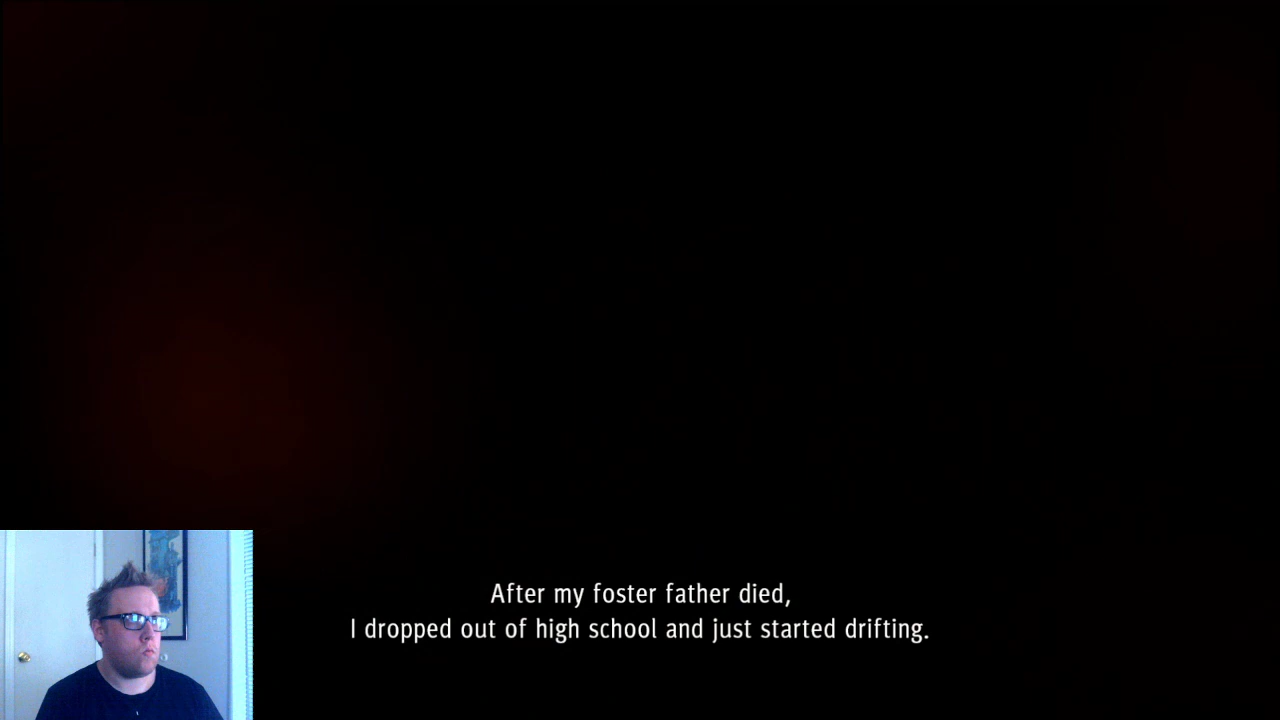 After my foster father died,
I dropped out of high school and just started drifting.